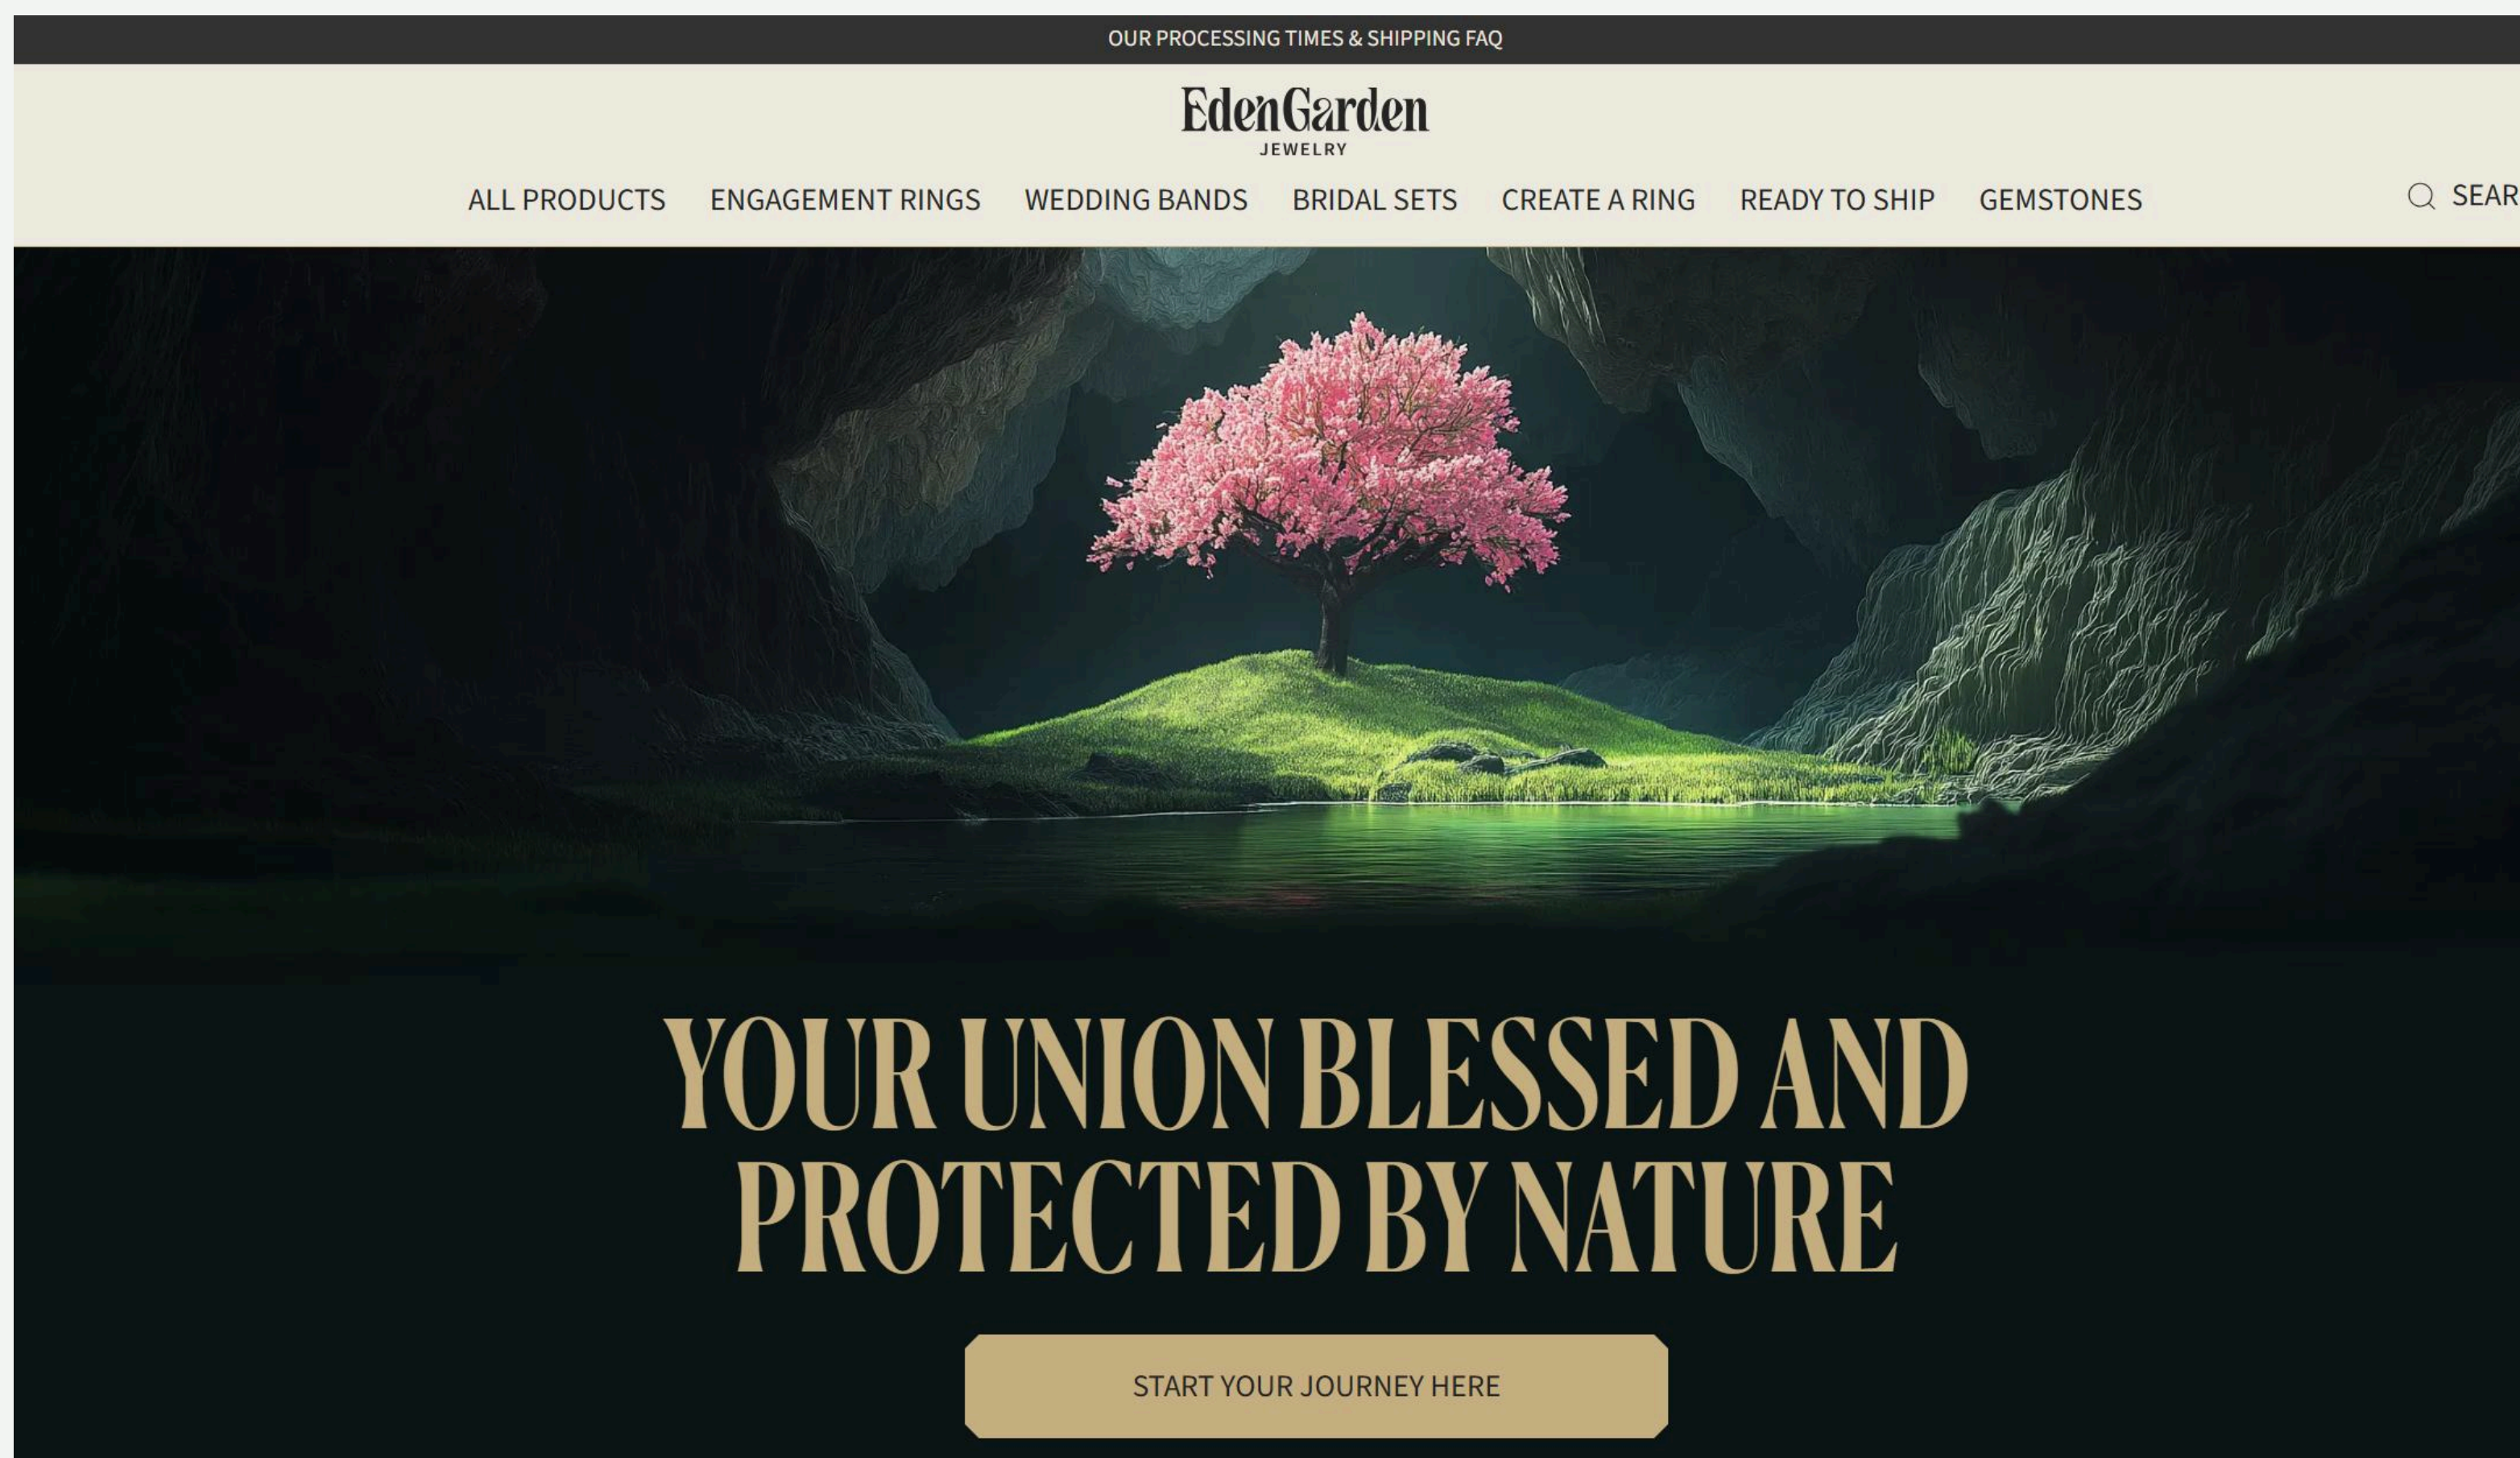 OUR PROCESSING TIMES & SHIPPING FAQ
EdenGarden
JEWELRY
ALL PRODUCTS ENGAGEMENT RINGS WEDDING BANDS BRIDAL SETS CREATE A RING READY TO SHIP GEMSTONES SEAR
YOUR UNION BLESSED AND
PROTECTED BY NATURE
START YOUR JOURNEY HERE